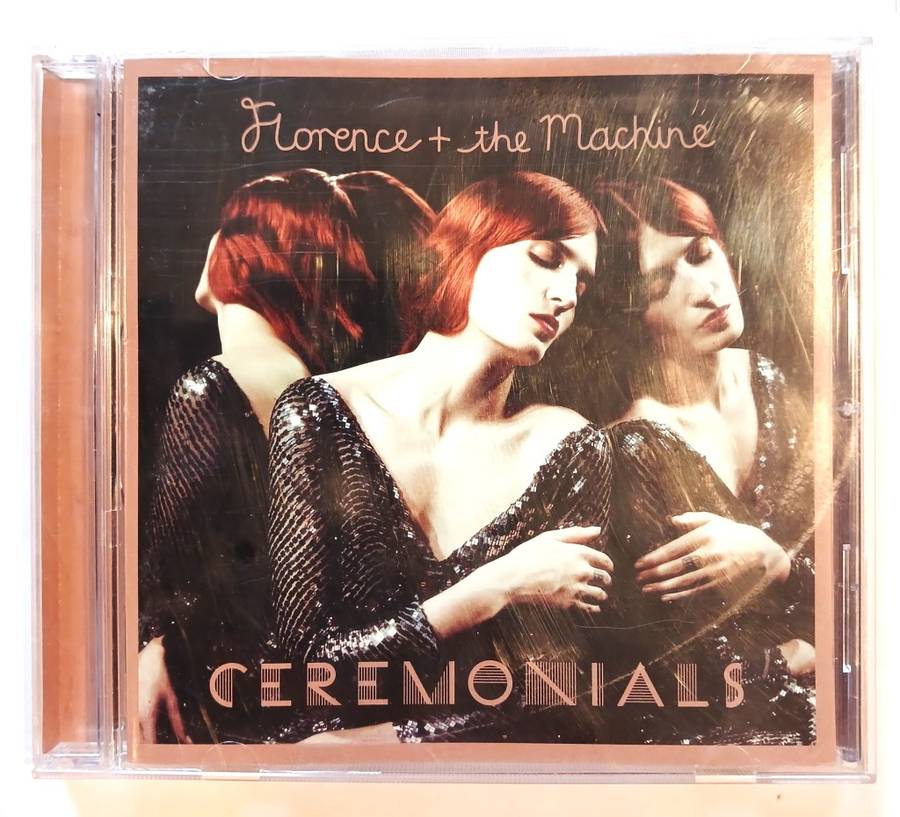 Florence + the Machine
CEREMONIALS